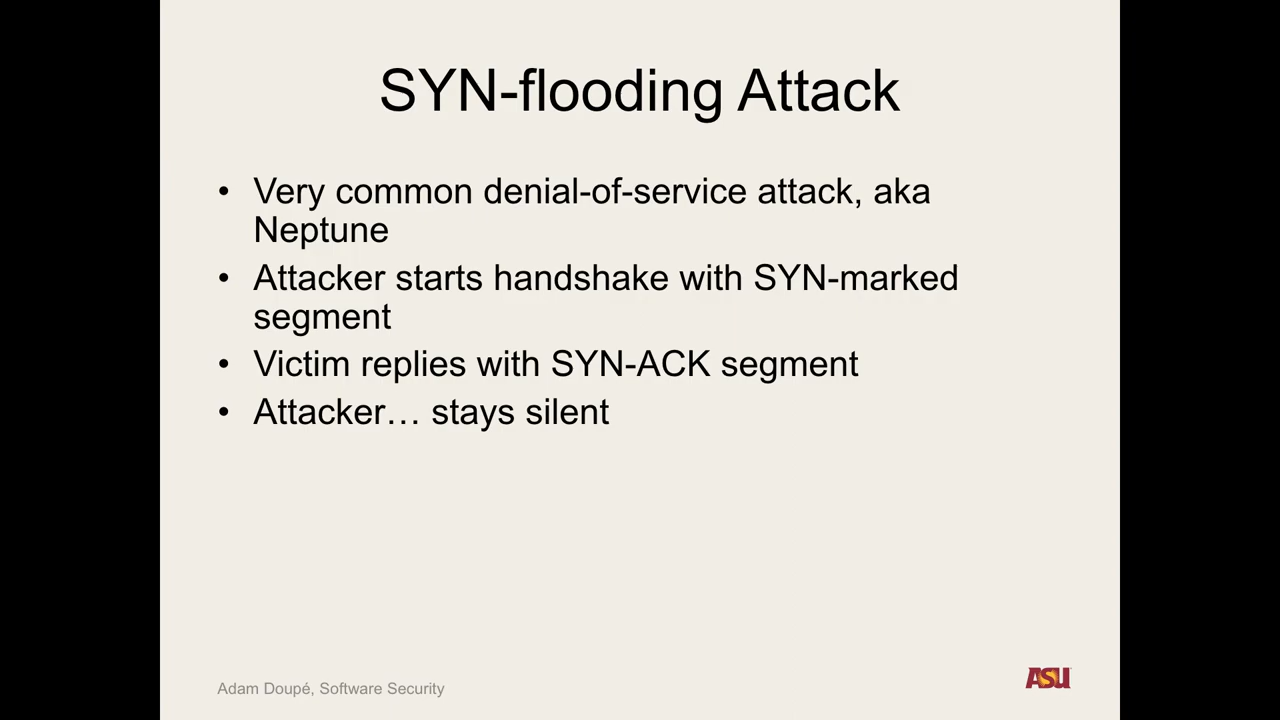 SYN-flooding Attack
• Very common denial-of-service attack, aka
Neptune
• Attacker starts handshake with SYN-marked
segment
• Victim replies with SYN-ACK segment
• Attacker… stays silent
Adam Doupé, Software Security
ASU